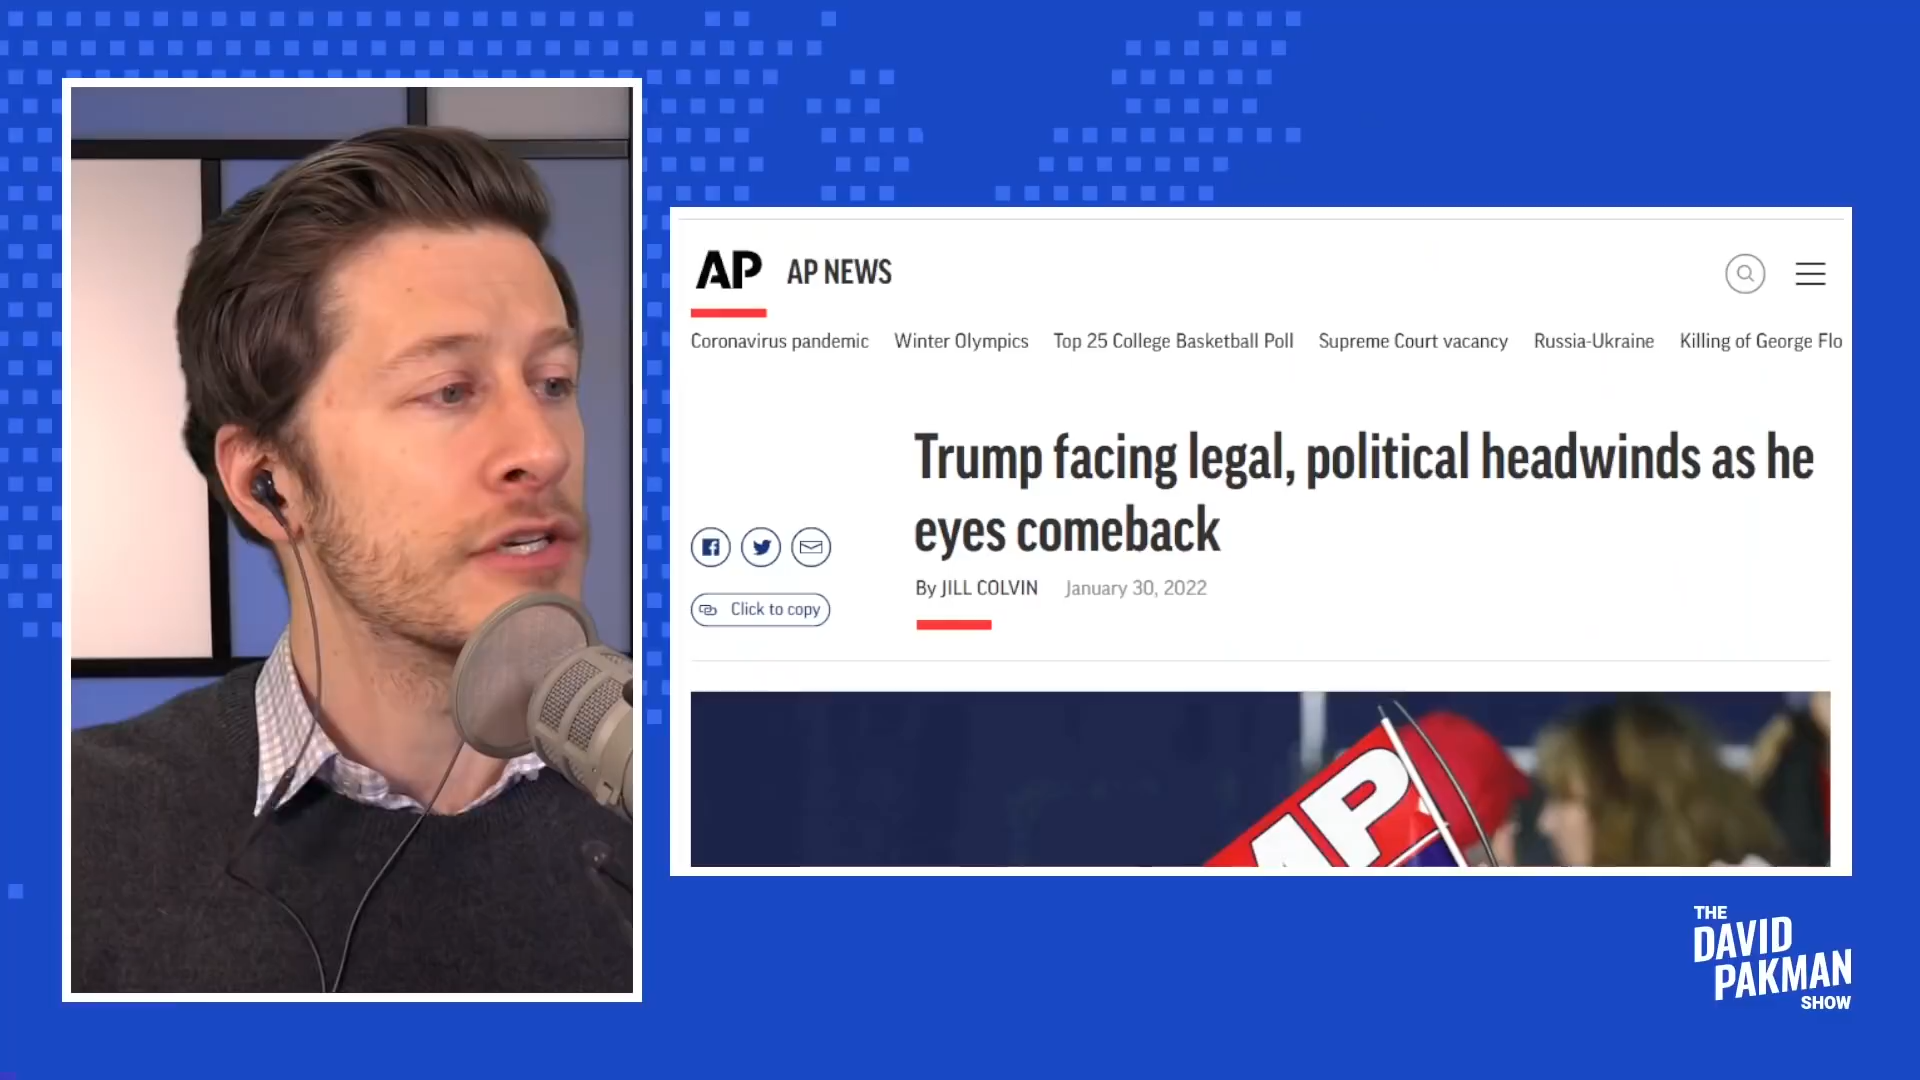 AP AP NEWS
Coronavirus pandemic Winter Olympics Top 25 College Basketball Poll Supreme Court vacancy Russia-Ukraine Killing of George Flo
Trump facing legal, political headwinds as he
eyes comeback
By JILL COLVIN January 30, 2022
Click to copy
AP
THE
DAVID
PAKMAN
SHOW